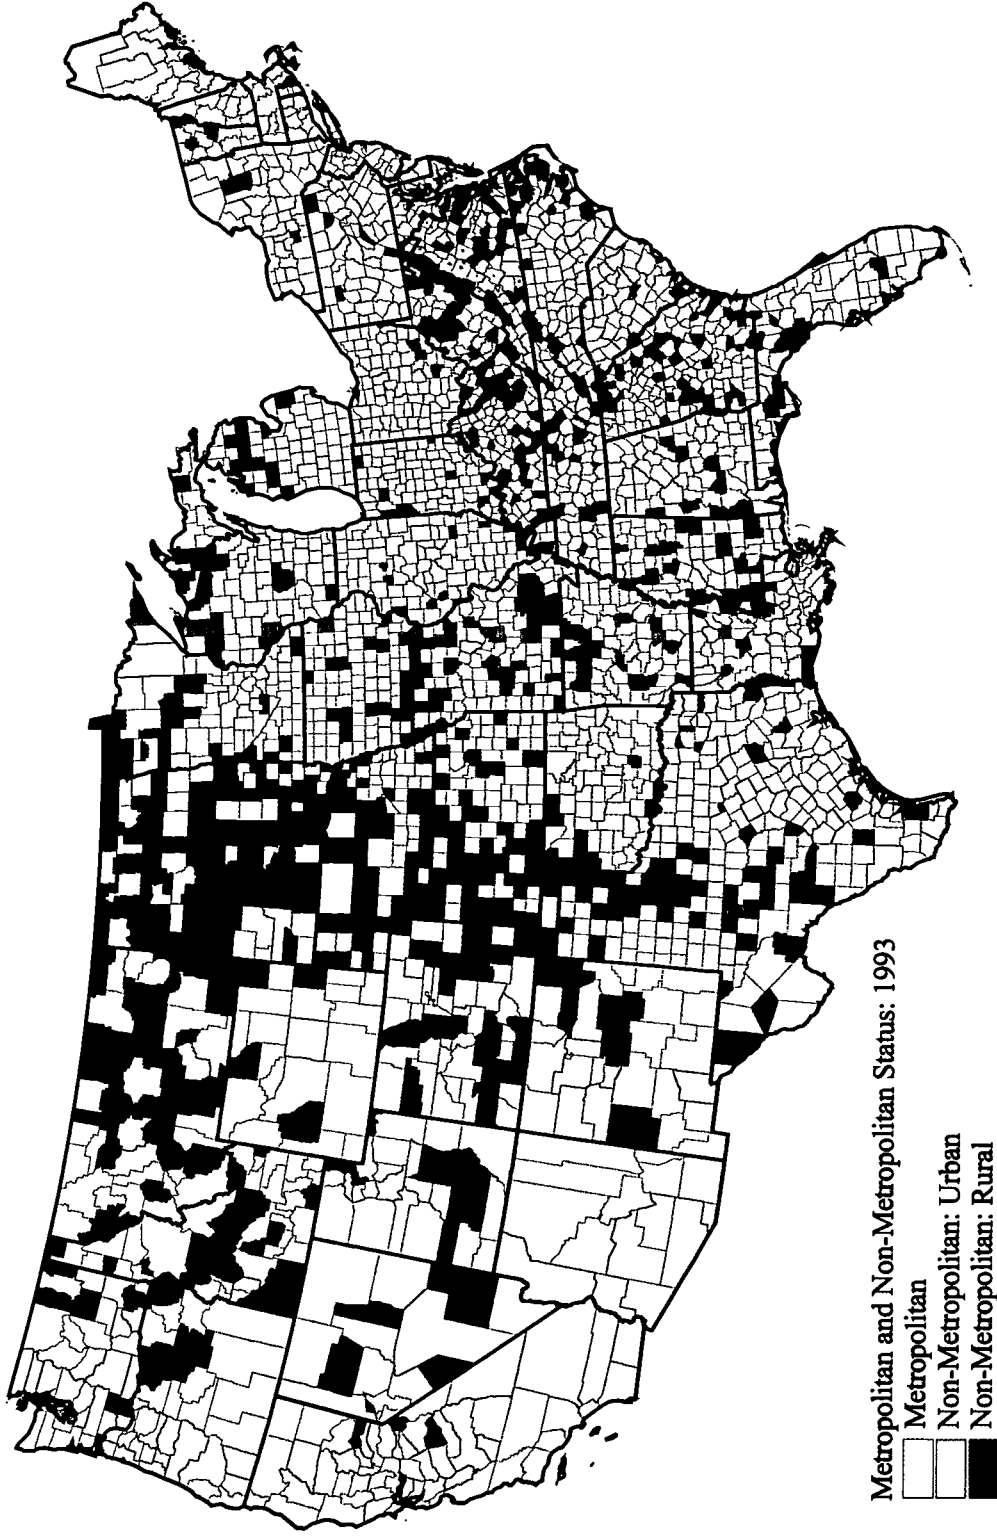 Metropolitan and Non-Metropolitan Status: 1993
Metropolitan
Non-Metropolitan: Urban
Non-Metropolitan: Rural